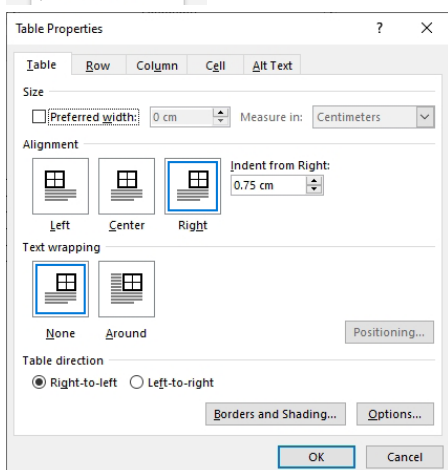 Table Properties ? X
Table Row Column Cell Alt Text
Size
Preferred width: 0 cm Measure in: Centimeters
Alignment
Indent from Right:
0.75 cm
Left Center Right
Text wrapping
None Around
Positioning...
Table direction
Right-to-left Left-to-right
Borders and Shading... Options...
OK Cancel